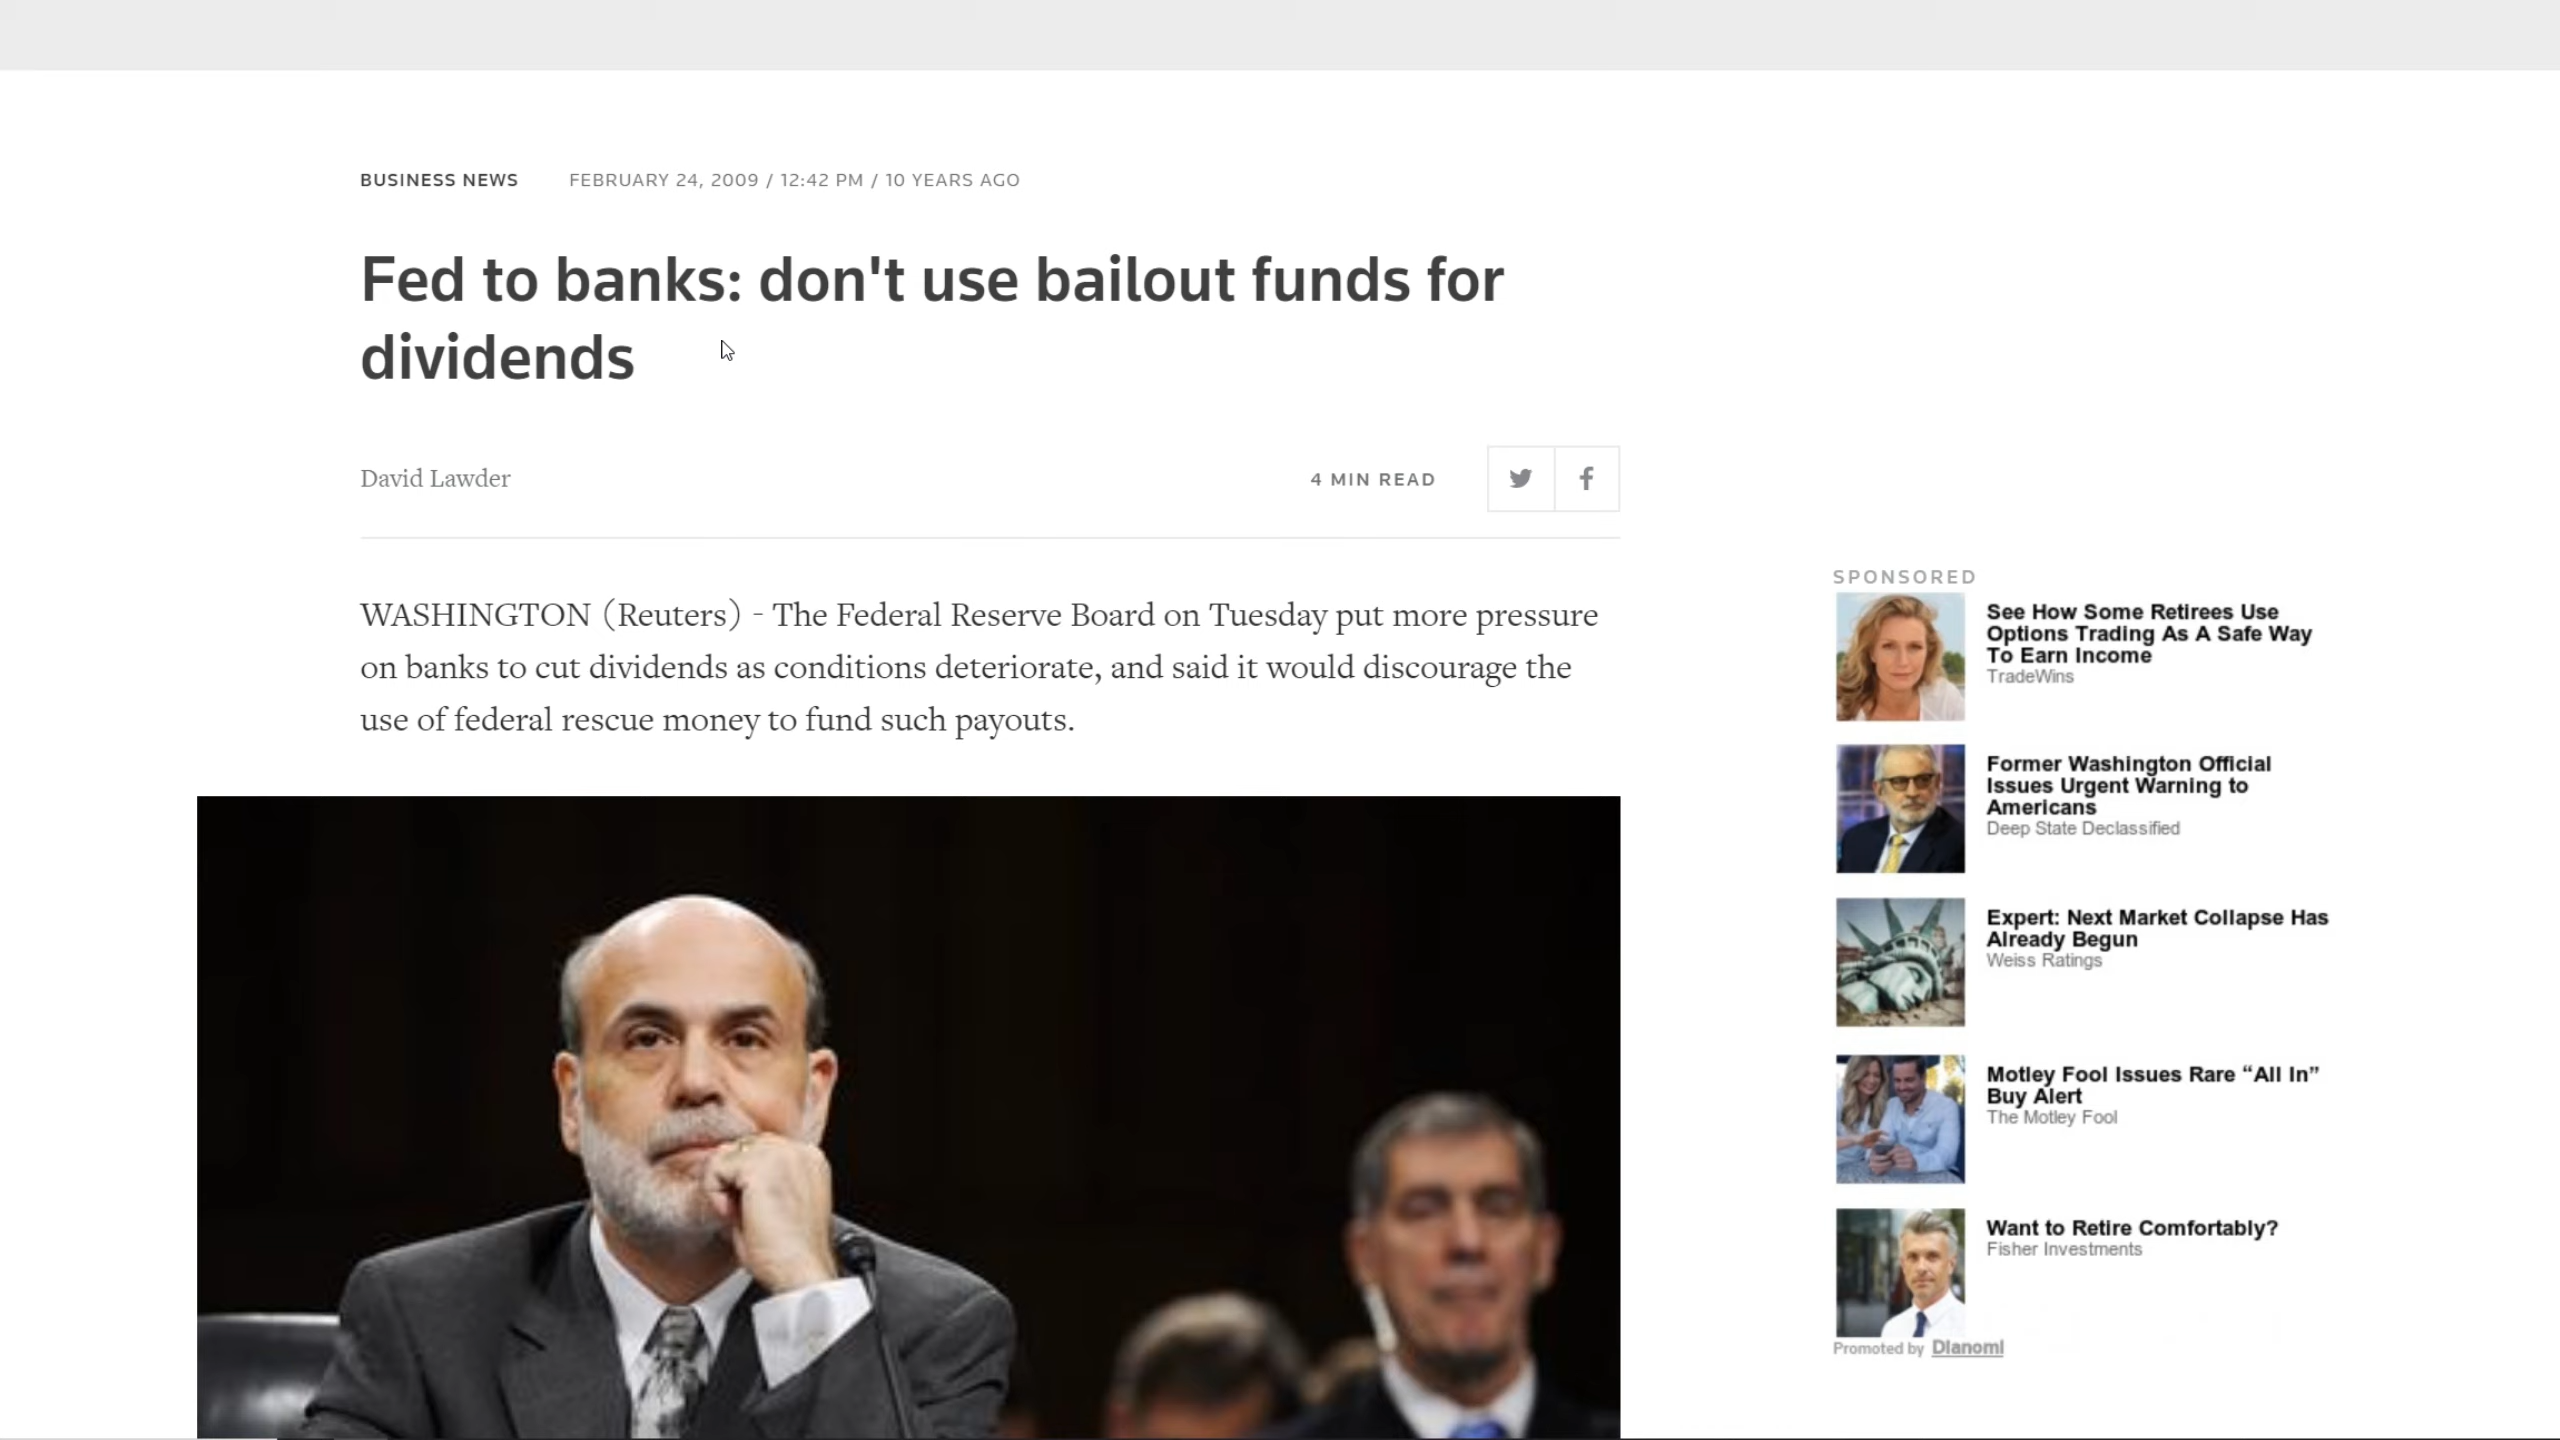 BUSINESS NEWS FEBRUARY 24, 2009 / 12:42 PM / 10 YEARS AGO
Fed to banks: don't use bailout funds for
dividends
David Lawder
4 MIN READ
WASHINGTON (Reuters) - The Federal Reserve Board on Tuesday put more pressure
on banks to cut dividends as conditions deteriorate, and said it would discourage the
use of federal rescue money to fund such payouts.
SPONSORED
See How Some Retirees Use
Options Trading As A Safe Way
To Earn Income
TradeWins
Former Washington Official
Issues Urgent Warning to
Americans
Deep State Declassified
Expert: Next Market Collapse Has
Already Begun
Weiss Ratings
Motley Fool Issues Rare “All In”
Buy Alert
The Motley Fool
Want to Retire Comfortably?
Fisher Investments
Promoted by Dianomi